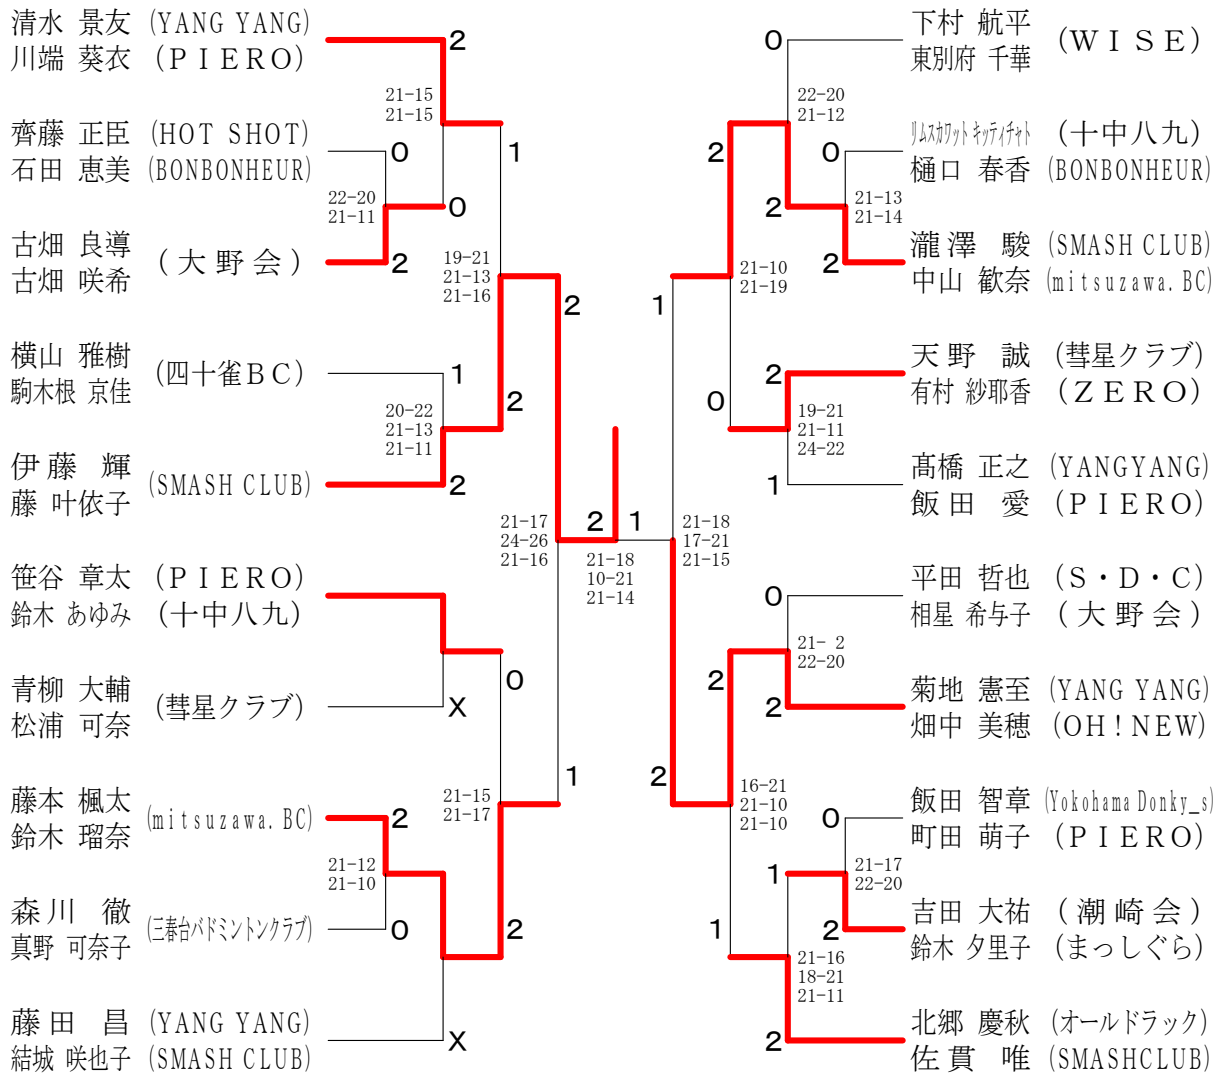 清水 景友 (YANG YANG)
川端 葵衣 (ＰＩＥＲＯ)
2
21-15
21-15
齊藤 正臣 (HOT SHOT)
石田 恵美 (BONBONHEUR)
0
22-20
21-11
0
古畑 良導
古畑 咲希
(大野会)
2
1
19-21
21-13
21-16
横山 雅樹
駒木根 京佳
(四十雀ＢＣ)
1
20-22
21-13
21-11
2
伊藤 輝
藤 叶依子
(SMASH CLUB)
2
2
21-17
24-26
21-16
笹谷 章太 (ＰＩＥＲＯ)
鈴木 あゆみ (十中八九)
青柳 大輔
松浦 可奈
(彗星クラブ)
X
0
1
藤本 楓太
鈴木 瑠奈
(mitsuzawa.BC)
2
21-15
21-17
21-12
21-10
森川 徹
真野 可奈子
(三春台バドミントンクラブ)
0
2
藤田 昌 (YANG YANG)
結城 咲也子 (SMASH CLUB)
X
2 1
21-18
10-21
21-14
下村 航平
東別府 千華
(ＷＩＳＥ)
0
22-20
21-12
リムスカワット キッティチャト (十中八九)
樋口 春香 (BONBONHEUR)
0
21-13
21-14
2
2
瀧澤 駿 (SMASH CLUB)
中山 歓奈 (mitsuzawa.BC)
2
21-10
21-19
1
天野 誠 (彗星クラブ)
有村 紗耶香 (ＺＥＲＯ)
2
0
19-21
21-11
24-22
髙橋 正之 (YANGYANG)
飯田 愛 (ＰＩＥＲＯ)
1
21-18
17-21
21-15
平田 哲也 (Ｓ・Ｄ・Ｃ)
相星 希与子 (大野会)
0
21- 2
22-20
2
菊地 憲至 (YANG YANG)
畑中 美穂 (OH!NEW)
2
2
16-21
21-10
21-10
飯田 智章 (Yokohama Donky_s)
町田 萌子 (ＰＩＥＲＯ)
0
21-17
22-20
1
吉田 大祐 (潮崎会)
鈴木 夕里子 (まっしぐら)
2
1
21-16
18-21
21-11
北郷 慶秋 (オールドラック)
佐貫 唯 (SMASHCLUB)
2